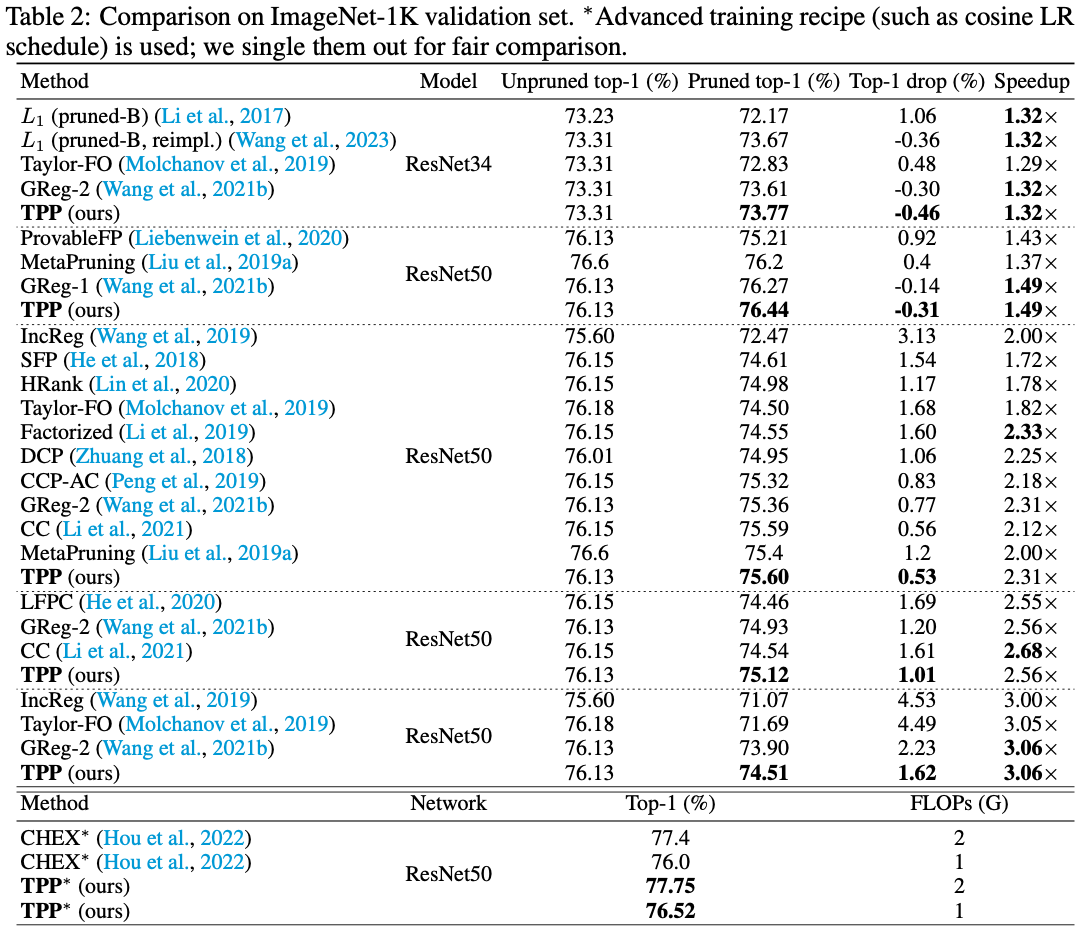 Table 2: Comparison on ImageNet-1K validation set. *Advanced training recipe (such as cosine LR
schedule) is used; we single them out for fair comparison.
Method Model Unpruned top-1 (%) Pruned top-1 (%) Top-1 drop (%) Speedup
L1 (pruned-B) (Li et al., 2017) 73.23 72.17 1.06 1.32×
L1 (pruned-B, reimpl.) (Wang et al., 2023) 73.31 73.67 -0.36 1.32×
Taylor-FO (Molchanov et al., 2019) ResNet34 73.31 72.83 0.48 1.29×
GReg-2 (Wang et al., 2021b) 73.31 73.61 -0.30 1.32×
TPP (ours) 73.31 73.77 -0.46 1.32×
ProvableFP (Liebenwein et al., 2020) 76.13 75.21 0.92 1.43×
MetaPruning (Liu et al., 2019a) ResNet50 76.6 76.2 0.4 1.37×
GReg-1 (Wang et al., 2021b) 76.13 76.27 -0.14 1.49×
TPP (ours) 76.13 76.44 -0.31 1.49×
IncReg (Wang et al., 2019) 75.60 72.47 3.13 2.00×
SFP (He et al., 2018) 76.15 74.61 1.54 1.72×
HRank (Lin et al., 2020) 76.15 74.98 1.17 1.78×
Taylor-FO (Molchanov et al., 2019) 76.18 74.50 1.68 1.82×
Factorized (Li et al., 2019) 76.15 74.55 1.60 2.33×
DCP (Zhuang et al., 2018) ResNet50 76.01 74.95 1.06 2.25×
CCP-AC (Peng et al., 2019) 76.15 75.32 0.83 2.18×
GReg-2 (Wang et al., 2021b) 76.13 75.36 0.77 2.31×
CC (Li et al., 2021) 76.15 75.59 0.56 2.12×
MetaPruning (Liu et al., 2019a) 76.6 75.4 1.2 2.00×
TPP (ours) 76.13 75.60 0.53 2.31×
LFPC (He et al., 2020) 76.15 74.46 1.69 2.55×
GReg-2 (Wang et al., 2021b) ResNet50 76.13 74.93 1.20 2.56×
CC (Li et al., 2021) 76.15 74.54 1.61 2.68×
TPP (ours) 76.13 75.12 1.01 2.56×
IncReg (Wang et al., 2019) 75.60 71.07 4.53 3.00×
Taylor-FO (Molchanov et al., 2019) ResNet50 76.18 71.69 4.49 3.05×
GReg-2 (Wang et al., 2021b) 76.13 73.90 2.23 3.06×
TPP (ours) 76.13 74.51 1.62 3.06×
Method Network Top-1 (%) FLOPs (G)
CHEX* (Hou et al., 2022) 77.4 2
CHEX* (Hou et al., 2022) ResNet50 76.0 1
TPP* (ours) 77.75 2
TPP* (ours) 76.52 1